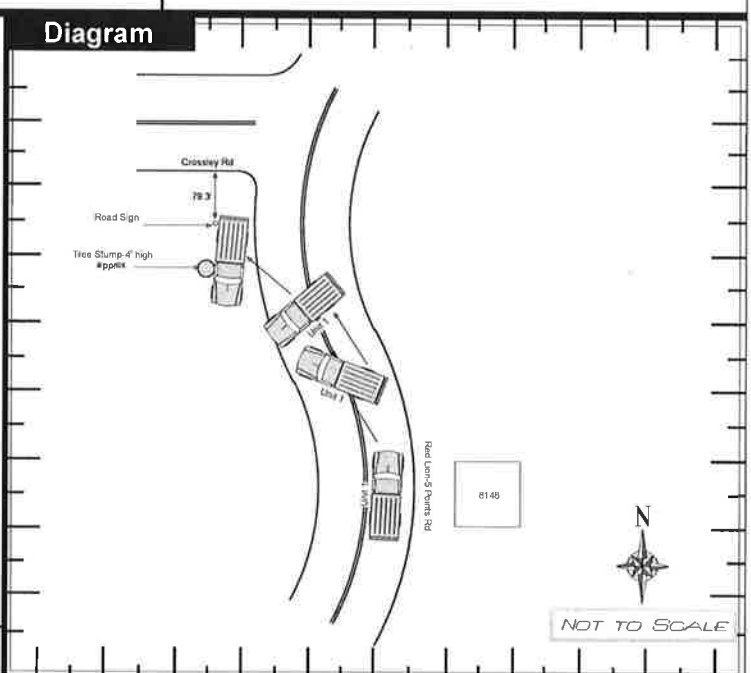 Diagram
Crossley Rd
79.3'
Road Sign
Tree Stump-4' high
approx
Unit 1
Unit 1
Unit 1
Red Lion-5 Points Rd
8148
N
NOT TO SCALE